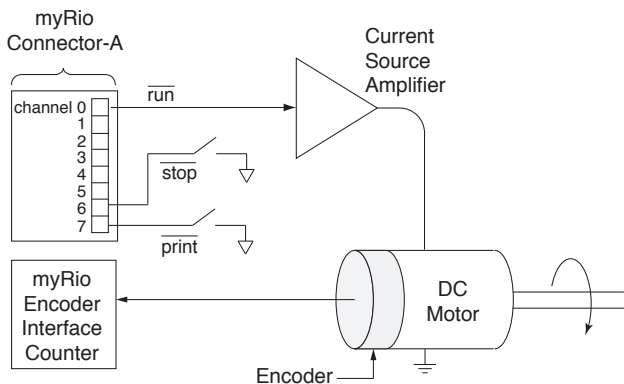 myRio
Connector-A
channel 0
1
2
3
4
5
6
7
run
stop
print
Current
Source
Amplifier
myRio
Encoder
Interface
Counter
DC
Motor
Encoder